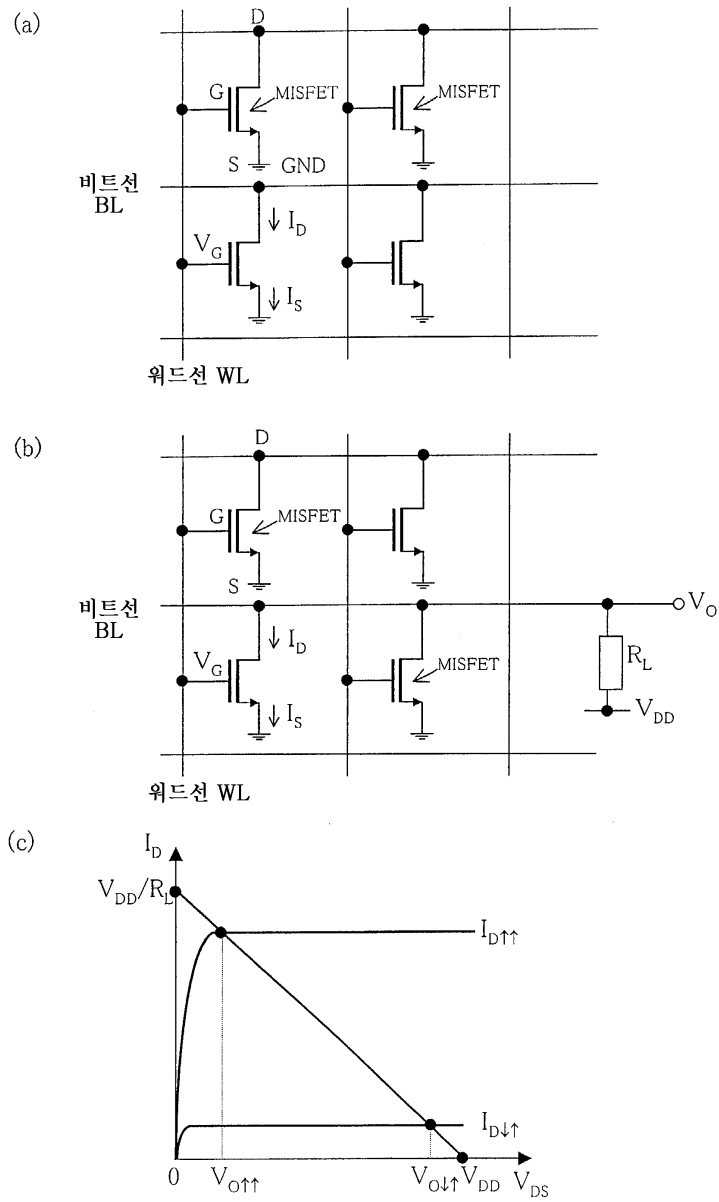 (a)
D
G
MISFET
MISFET
S
GND
비트선
BL
I_D
V_G
I_S
워드선 WL
(b)
D
G
MISFET
S
비트선
BL
V_O
I_D
V_G
MISFET
R_L
I_S
V_DD
워드선 WL
(c)
I_D
V_DD/R_L
I_D↑↑
I_D↓↑
0
V_O↑↑
V_O↓↑
V_DD
V_DS